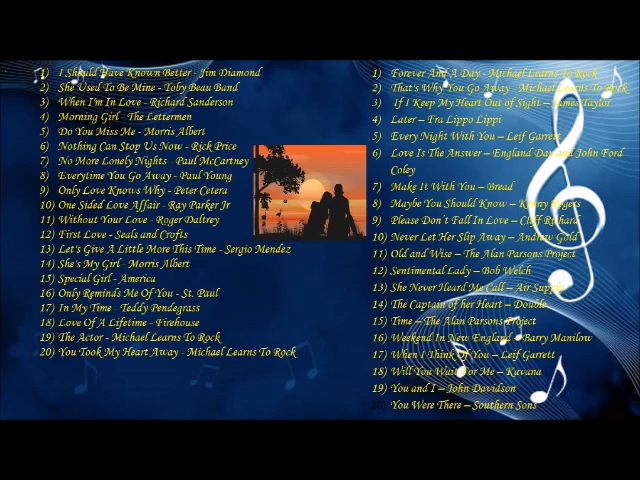 1) I Should Have Known Better - Jim Diamond
2) She Used To Be Mine - Toby Beau Band
3) When I'm In Love - Richard Sanderson
4) Morning Girl - The Lettermen
5) Do You Miss Me - Morris Albert
6) Nothing Can Stop Us Now - Rick Price
7) No More Lonely Nights - Paul McCartney
8) Everytime You Go Away - Paul Young
9) Only Love Knows Why - Peter Cetera
10) One Sided Love Affair - Ray Parker Jr
11) Without Your Love - Roger Daltrey
12) First Love - Seals and Crofts
13) Let's Give A Little More This Time - Sergio Mendez
14) She's My Girl - Morris Albert
15) Special Girl - America
16) Only Reminds Me Of You - St. Paul
17) In My Time Teddy Pendegrass
18) Love Of A Lifetime - Firehouse
19) The Actor - Michael Learns To Rock
20) You Took My Heart Away - Michael Learns To Rock
1) Forever And A Day - Michael Learns To Rock
2) That's Why You Go Away - Michael Learns To Rock
3) If I Keep My Heart Out of Sight – James Taylor
4) Later – Fra Lippo Lippi
5) Every Night With You – Leif Garrett
6) Love Is The Answer – England Dan and John Ford
Coley
7) Make It With You – Bread
8) Maybe You Should Know – Kenny Rogers
9) Please Don't Fall In Love – Cliff Richard
10) Never Let Her Slip Away – Andrew Gold
11) Old and Wise – The Alan Parsons Project
12) Sentimental Lady – Bob Welch
13) She Never Heard Me Call – Air Supply
14) The Captain of her Heart – Double
15) Time – The Alan Parsons Project
16) Weekend In New England – Barry Manilow
17) When I Think Of You – Leif Garrett
18) Will You Wait For Me – Kavana
19) You and I – John Davidson
20) You Were There – Southern Sons